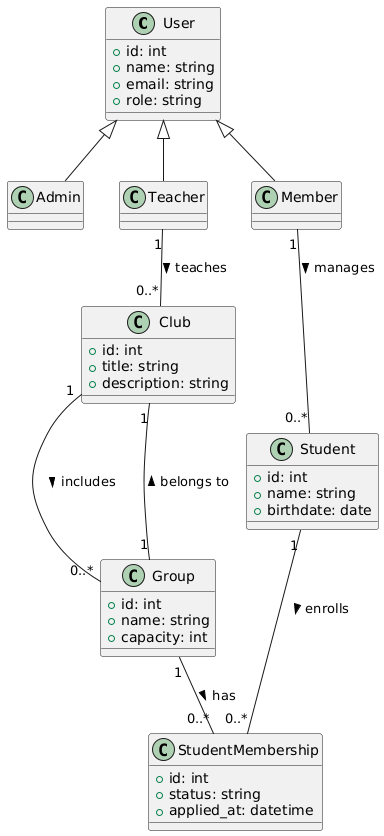 C User
+ id: int
+ name: string
+ email: string
+ role: string
C Admin
C Teacher
C Member
1
1
teaches
manages
0..*
C Club
+ id: int
+ title: string
+ description: string
1
1
0..*
C Student
+ id: int
+ name: string
+ birthdate: date
includes
belongs to
1
1
0..*
C Group
+ id: int
+ name: string
+ capacity: int
enrolls
1
has
0..*
0..*
C StudentMembership
+ id: int
+ status: string
+ applied_at: datetime